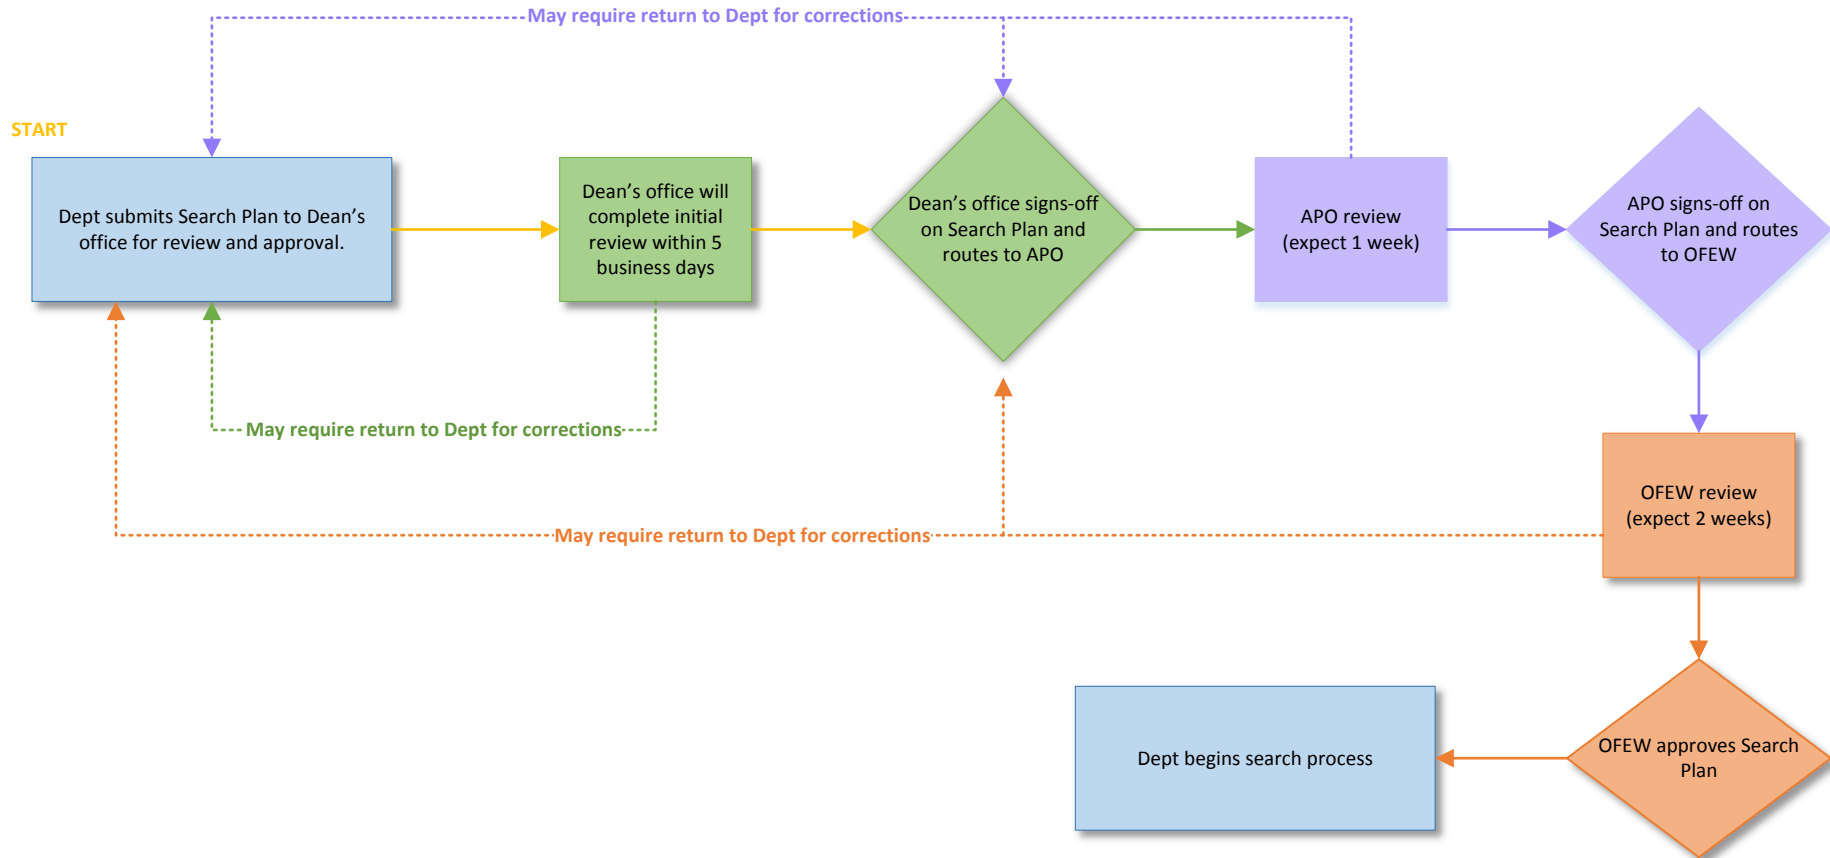 May require return to Dept for corrections
START
Dept submits Search Plan to Dean’s
office for review and approval.
Dean’s office will
complete initial
review within 5
business days
Dean’s office signs-off
on Search Plan and
routes to APO
APO review
(expect 1 week)
APO signs-off on
Search Plan and routes
to OFEW
May require return to Dept for corrections
OFEW review
(expect 2 weeks)
May require return to Dept for corrections
OFEW approves Search
Plan
Dept begins search process